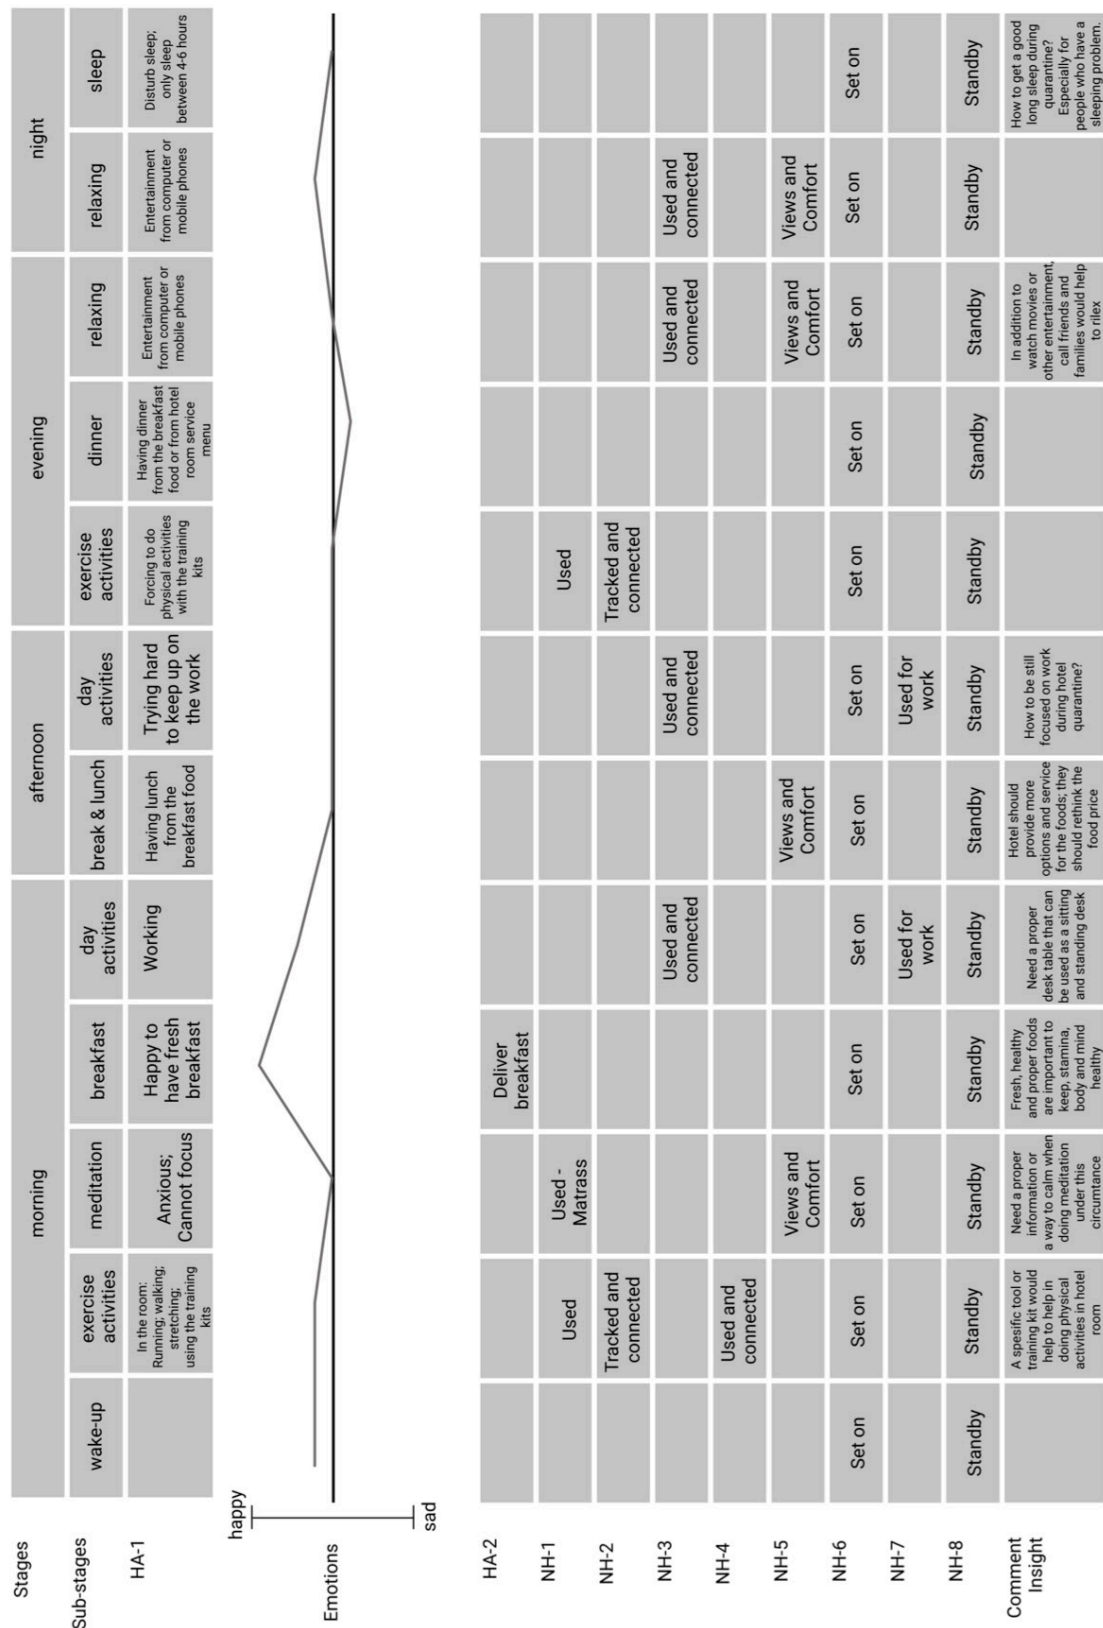 Stages
morning
afternoon
evening
night
Sub-stages
wake-up
exercise
activities
meditation
breakfast
day
activities
break & lunch
day
activities
exercise
activities
dinner
relaxing
relaxing
sleep
HA-1
In the room:
Running; walking;
stretching;
using the training
kits
Anxious;
Cannot focus
Happy to
have fresh
breakfast
Working
Having lunch
from the
breakfast food
Trying hard
to keep up on
the work
Forcing to do
physical activities
with the training
kits
Having dinner
from the breakfast
food or from hotel
room service
menu
Entertainment
from computer or
mobile phones
Entertainment
from computer or
mobile phones
Disturb sleep;
only sleep
between 4-6 hours
happy
Emotions
sad
HA-2
Deliver
breakfast
NH-1
Used
Used -
Matrass
Used
NH-2
Tracked and
connected
Tracked and
connected
NH-3
Used and
connected
Used and
connected
Used and
connected
Used and
connected
NH-4
Used and
connected
NH-5
Views and
Comfort
Views and
Comfort
Views and
Comfort
Views and
Comfort
NH-6
Set on
Set on
Set on
Set on
Set on
Set on
Set on
Set on
Set on
Set on
Set on
Set on
NH-7
Used for
work
Used for
work
NH-8
Standby
Standby
Standby
Standby
Standby
Standby
Standby
Standby
Standby
Standby
Standby
Standby
Comment
Insight
A spesific tool or
training kit would
help to help in
doing physical
activities in hotel
room
Need a proper
information or
a way to calm when
doing meditation
under this
circumtance
Fresh, healthy
and proper foods
are important to
keep, stamina,
body and mind
healthy
Need a proper
desk table that can
be used as a sitting
and standing desk
Hotel should
provide more
options and service
for the foods; they
should rethink the
food price
How to be still
focused on work
during hotel
quarantine?
In addition to
watch movies or
other entertainment,
call friends and
families would help
to rilex
How to get a good
long sleep during
quarantine?
Especially for
people who have a
sleeping problem.